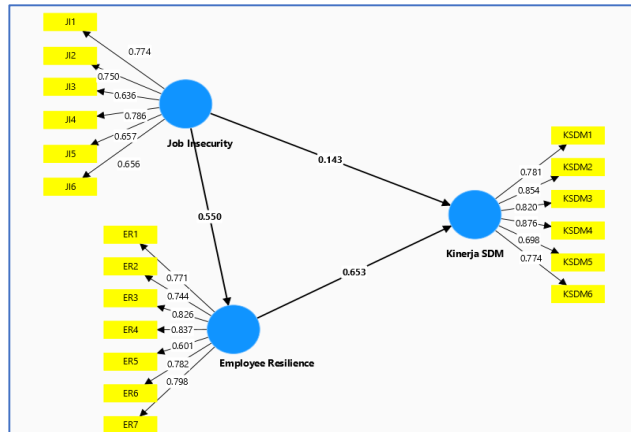 JI1
JI2
JI3
JI4
JI5
JI6
0.774
0.750
0.636
0.786
0.657
0.656
Job Insecurity
0.143
0.550
0.653
KSDM1
KSDM2
KSDM3
KSDM4
KSDM5
KSDM6
0.781
0.854
0.820
0.876
0.698
0.774
Kinerja SDM
ER1
ER2
ER3
ER4
ER5
ER6
ER7
0.771
0.744
0.826
0.837
0.601
0.782
0.798
Employee Resilience